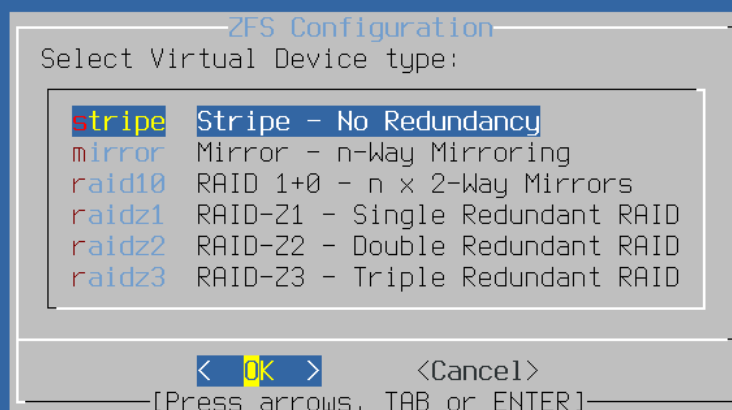 ZFS Configuration
Select Virtual Device type:
stripe Stripe - No Redundancy
mirror Mirror - n-Way Mirroring
raid10 RAID 1+0 - n x 2-Way Mirrors
raidz1 RAID-Z1 - Single Redundant RAID
raidz2 RAID-Z2 - Double Redundant RAID
raidz3 RAID-Z3 - Triple Redundant RAID
< OK > <Cancel>
[Press arrows, TAB or ENTER]